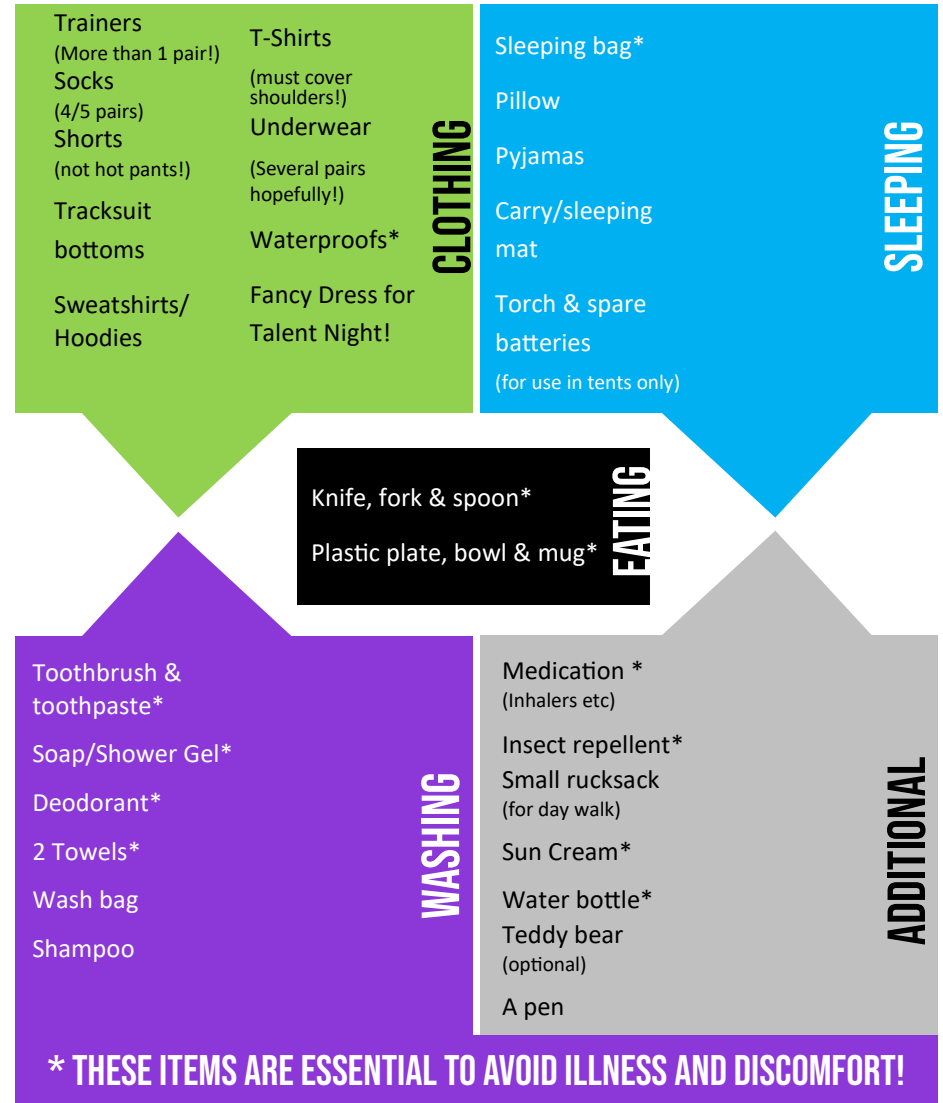 Trainers
(More than 1 pair!)
Socks
(4/5 pairs)
Shorts
(not hot pants!)
Tracksuit
bottoms
Sweatshirts/
Hoodies
T-Shirts
(must cover
shoulders!)
Underwear
(Several pairs
hopefully!)
Waterproofs*
Fancy Dress for
Talent Night!
CLOTHING
Sleeping bag*
Pillow
Pyjamas
Carry/sleeping
mat
Torch & spare
batteries
(for use in tents only)
SLEEPING
Knife, fork & spoon*
Plastic plate, bowl & mug*
EATING
Toothbrush &
toothpaste*
Soap/Shower Gel*
Deodorant*
2 Towels*
Wash bag
Shampoo
WASHING
Medication *
(Inhalers etc)
Insect repellent*
Small rucksack
(for day walk)
Sun Cream*
Water bottle*
Teddy bear
(optional)
A pen
ADDITIONAL
* THESE ITEMS ARE ESSENTIAL TO AVOID ILLNESS AND DISCOMFORT!